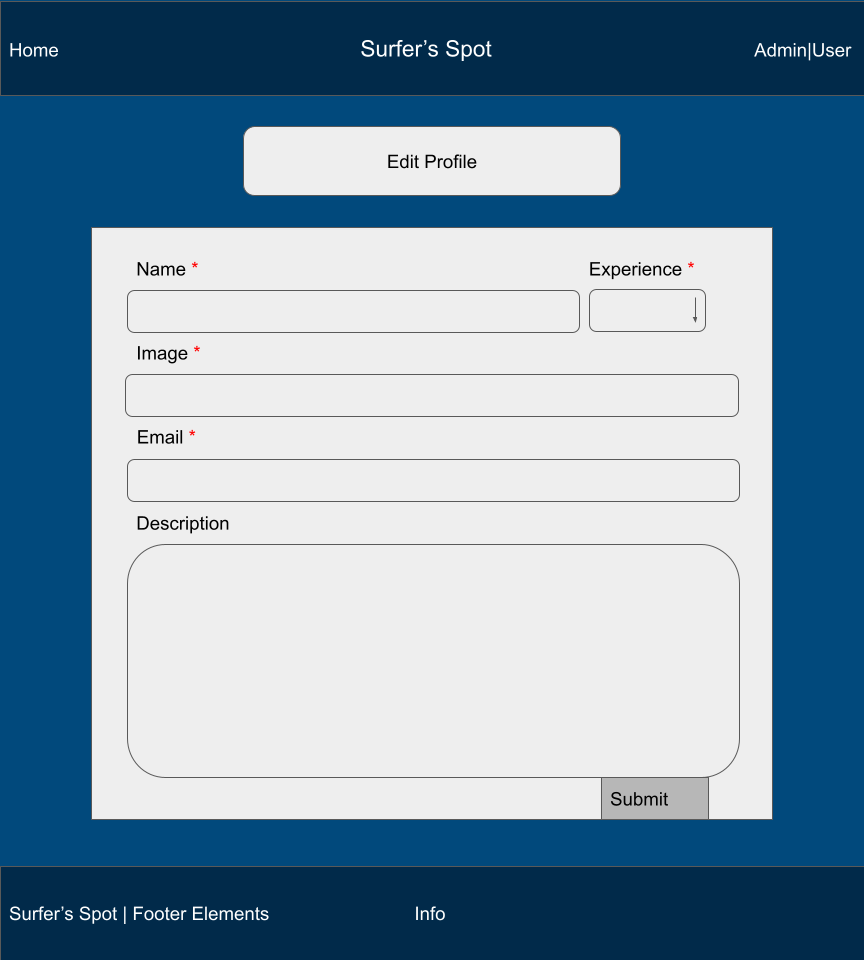 Home Surfer’s Spot Admin|User
Edit Profile
Name * Experience *
Image *
Email *
Description
Submit
Surfer’s Spot | Footer Elements Info